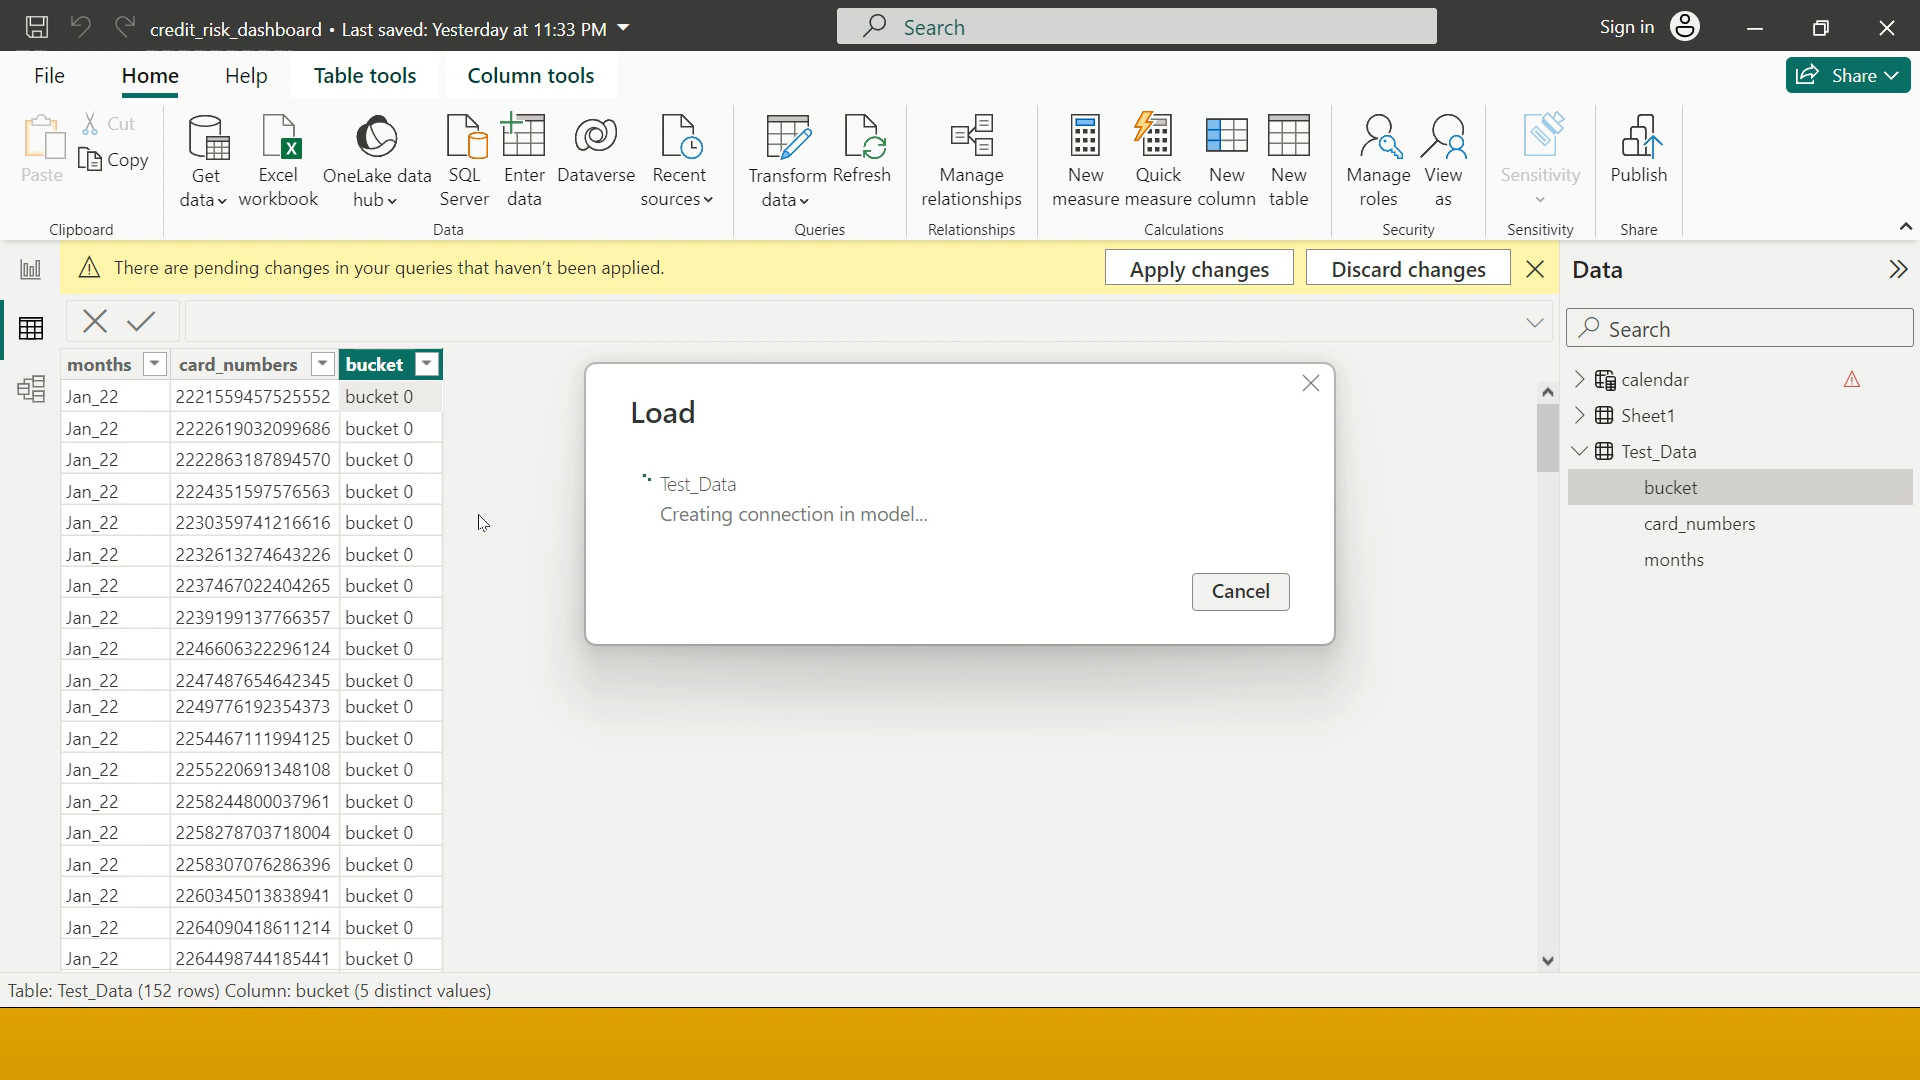 credit_risk_dashboard • Last saved: Yesterday at 11:33 PM
Search
Sign in
File
Home
Help
Table tools
Column tools
Share
Paste
Cut
Copy
Clipboard
Get data
Excel workbook
OneLake data hub
SQL Server
Enter data
Dataverse
Recent sources
Data
Transform data
Refresh
Queries
Manage relationships
Relationships
New measure
Quick measure
New column
New table
Calculations
Manage roles
View as
Security
Sensitivity
Sensitivity
Publish
Share
There are pending changes in your queries that haven't been applied.
Apply changes
Discard changes
Data
Search
calendar
Sheet1
Test_Data
bucket
card_numbers
months
months card_numbers bucket
Jan_22 2221559457525552 bucket 0
Jan_22 2222619032099686 bucket 0
Jan_22 2222863187894570 bucket 0
Jan_22 2224351597576563 bucket 0
Jan_22 2230359741216616 bucket 0
Jan_22 2232613274643226 bucket 0
Jan_22 2237467022404265 bucket 0
Jan_22 2239199137766357 bucket 0
Jan_22 2246606322296124 bucket 0
Jan_22 2247487654642345 bucket 0
Jan_22 2249776192354373 bucket 0
Jan_22 2254467111994125 bucket 0
Jan_22 2255220691348108 bucket 0
Jan_22 2258244800037961 bucket 0
Jan_22 2258278703718004 bucket 0
Jan_22 2258307076286396 bucket 0
Jan_22 2260345013838941 bucket 0
Jan_22 2264090418611214 bucket 0
Jan_22 2264498744185441 bucket 0
Load
Test_Data
Creating connection in model...
Cancel
Table: Test_Data (152 rows) Column: bucket (5 distinct values)